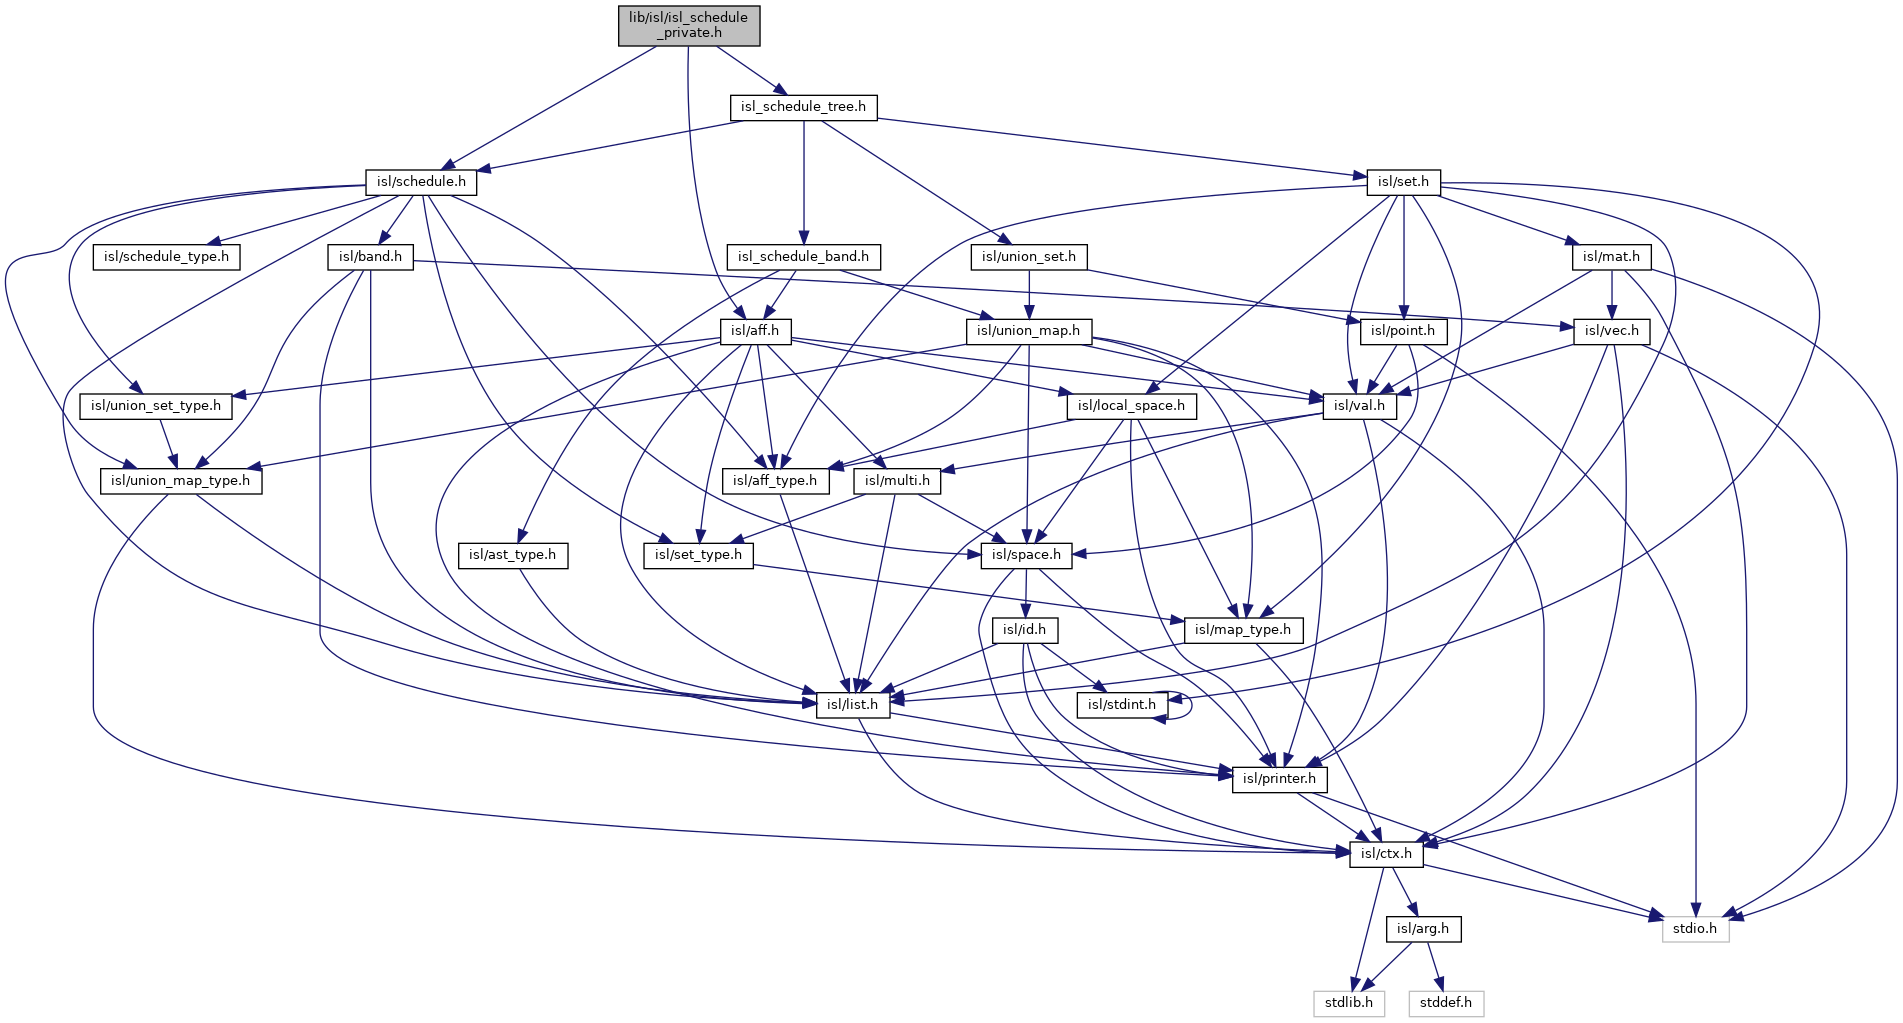 lib/isl/isl_schedule
_private.h
isl_schedule_tree.h
isl/schedule.h
isl/set.h
isl/schedule_type.h
isl/band.h
isl_schedule_band.h
isl/union_set.h
isl/mat.h
isl/aff.h
isl/union_map.h
isl/point.h
isl/vec.h
isl/union_set_type.h
isl/local_space.h
isl/val.h
isl/union_map_type.h
isl/aff_type.h
isl/multi.h
isl/ast_type.h
isl/set_type.h
isl/space.h
isl/id.h
isl/map_type.h
isl/list.h
isl/stdint.h
isl/printer.h
isl/ctx.h
isl/arg.h
stdio.h
stdlib.h
stddef.h